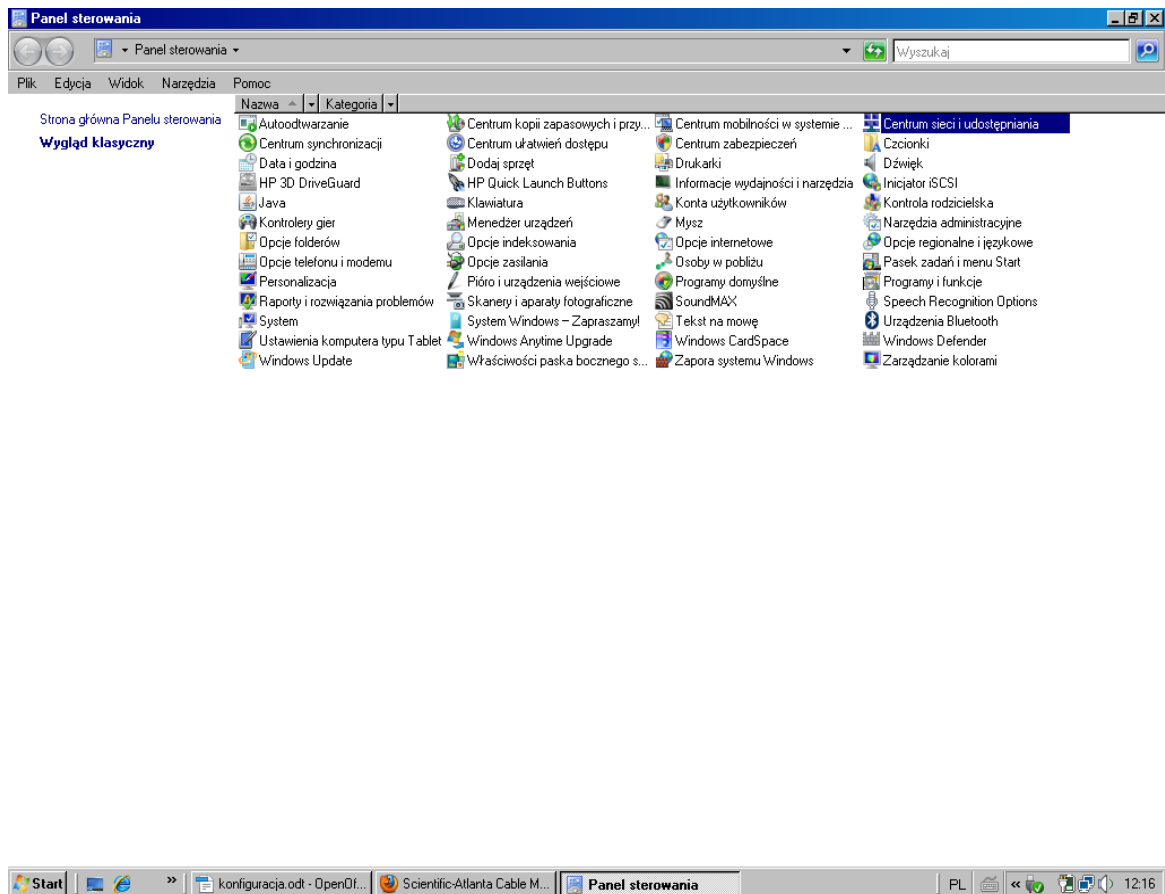 Panel sterowania
Panel sterowania
Wyszukaj
Plik Edycja Widok Narzędzia Pomoc
Nazwa Kategoria
Strona główna Panelu sterowania
Wygląd klasyczny
Autoodtwarzanie Centrum kopii zapasowych i przy... Centrum mobilności w systemie ... Centrum sieci i udostępniania
Centrum synchronizacji Centrum ułatwień dostępu Centrum zabezpieczeń Czcionki
Data i godzina Dodaj sprzęt Drukarki Dźwięk
HP 3D DriveGuard HP Quick Launch Buttons Informacje wydajności i narzędzia Inicjator iSCSI
Java Klawiatura Konta użytkowników Kontrola rodzicielska
Kontrolery gier Menedżer urządzeń Mysz Narzędzia administracyjne
Opcje folderów Opcje indeksowania Opcje internetowe Opcje regionalne i językowe
Opcje telefonu i modemu Opcje zasilania Osoby w pobliżu Pasek zadań i menu Start
Personalizacja Pióro i urządzenia wejściowe Programy domyślne Programy i funkcje
Raporty i rozwiązania problemów Skanery i aparaty fotograficzne SoundMAX Speech Recognition Options
System System Windows – Zapraszamy! Tekst na mowę Urządzenia Bluetooth
Ustawienia komputera typu Tablet Windows Anytime Upgrade Windows CardSpace Windows Defender
Windows Update Właściwości paska bocznego s... Zapora systemu Windows Zarządzanie kolorami
Start » konfiguracja.odt - OpenOf... Scientific-Atlanta Cable M... Panel sterowania PL « 12:16